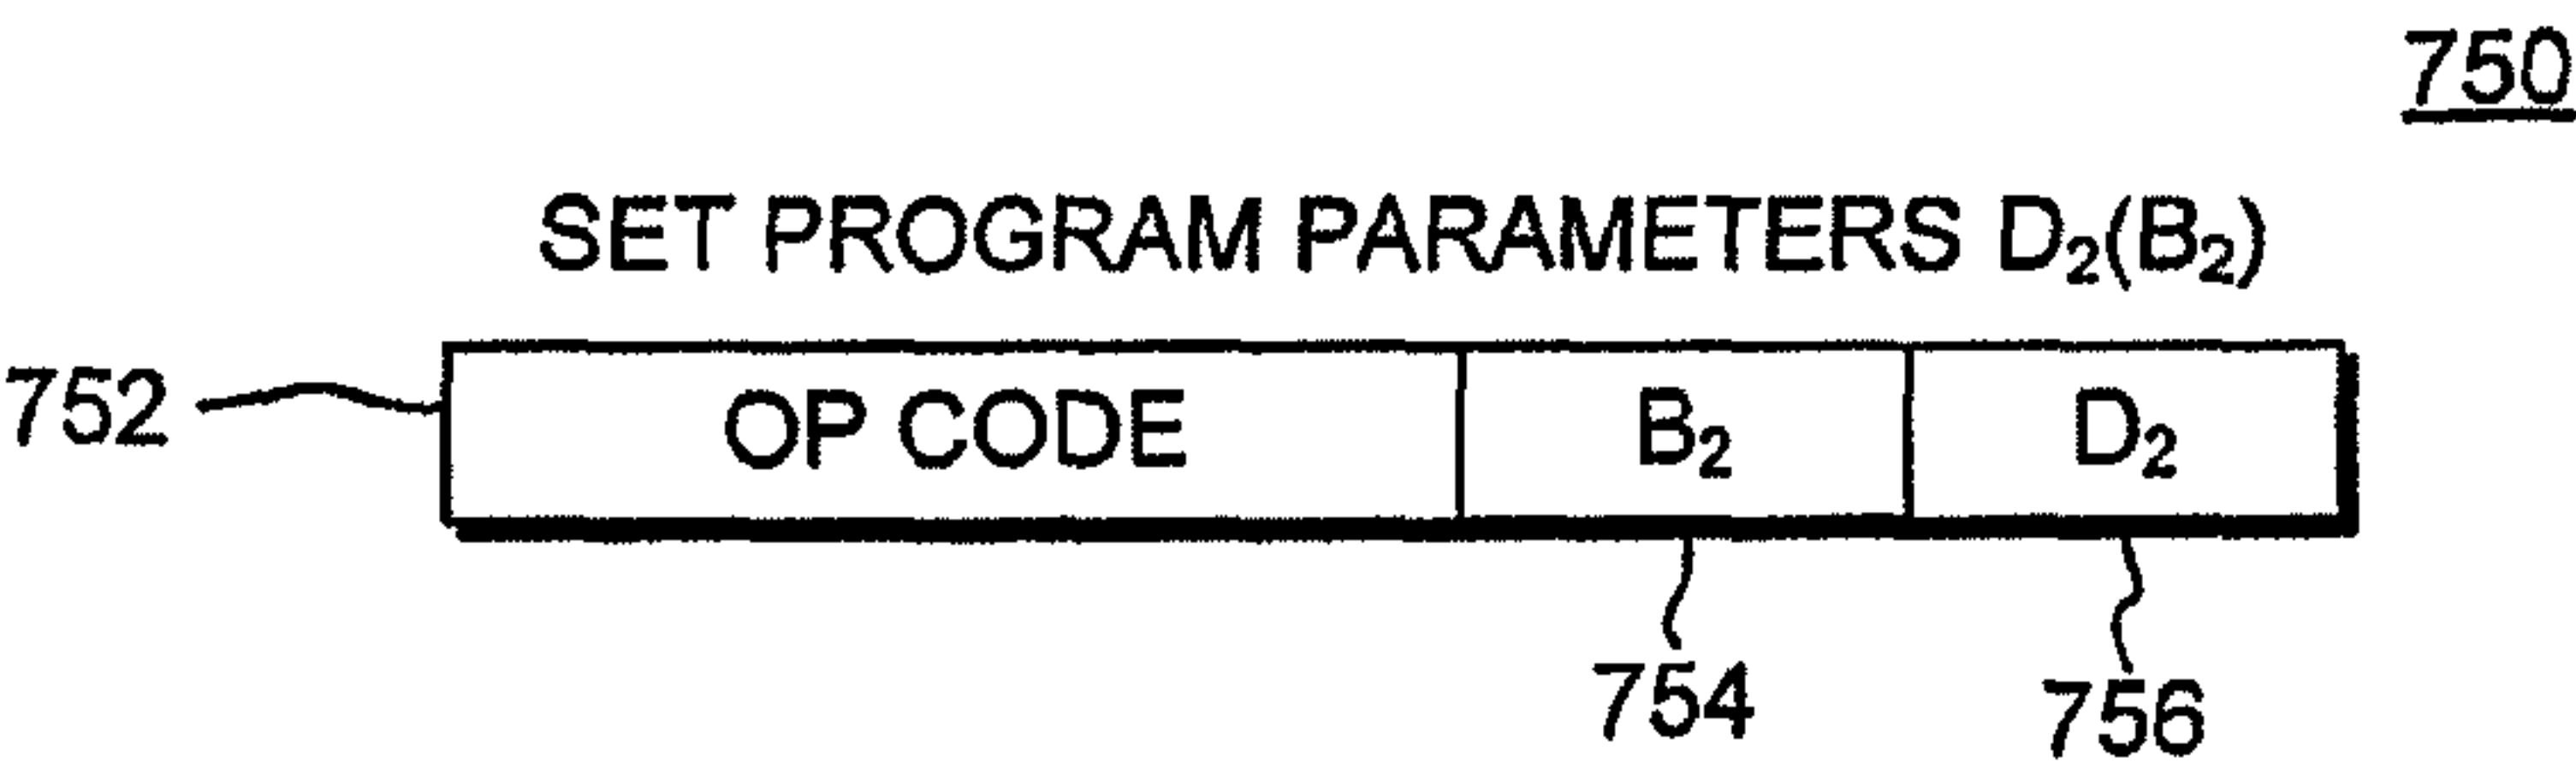 750
SET PROGRAM PARAMETERS D₂(B₂)
752 OP CODE B₂ D₂
754 756